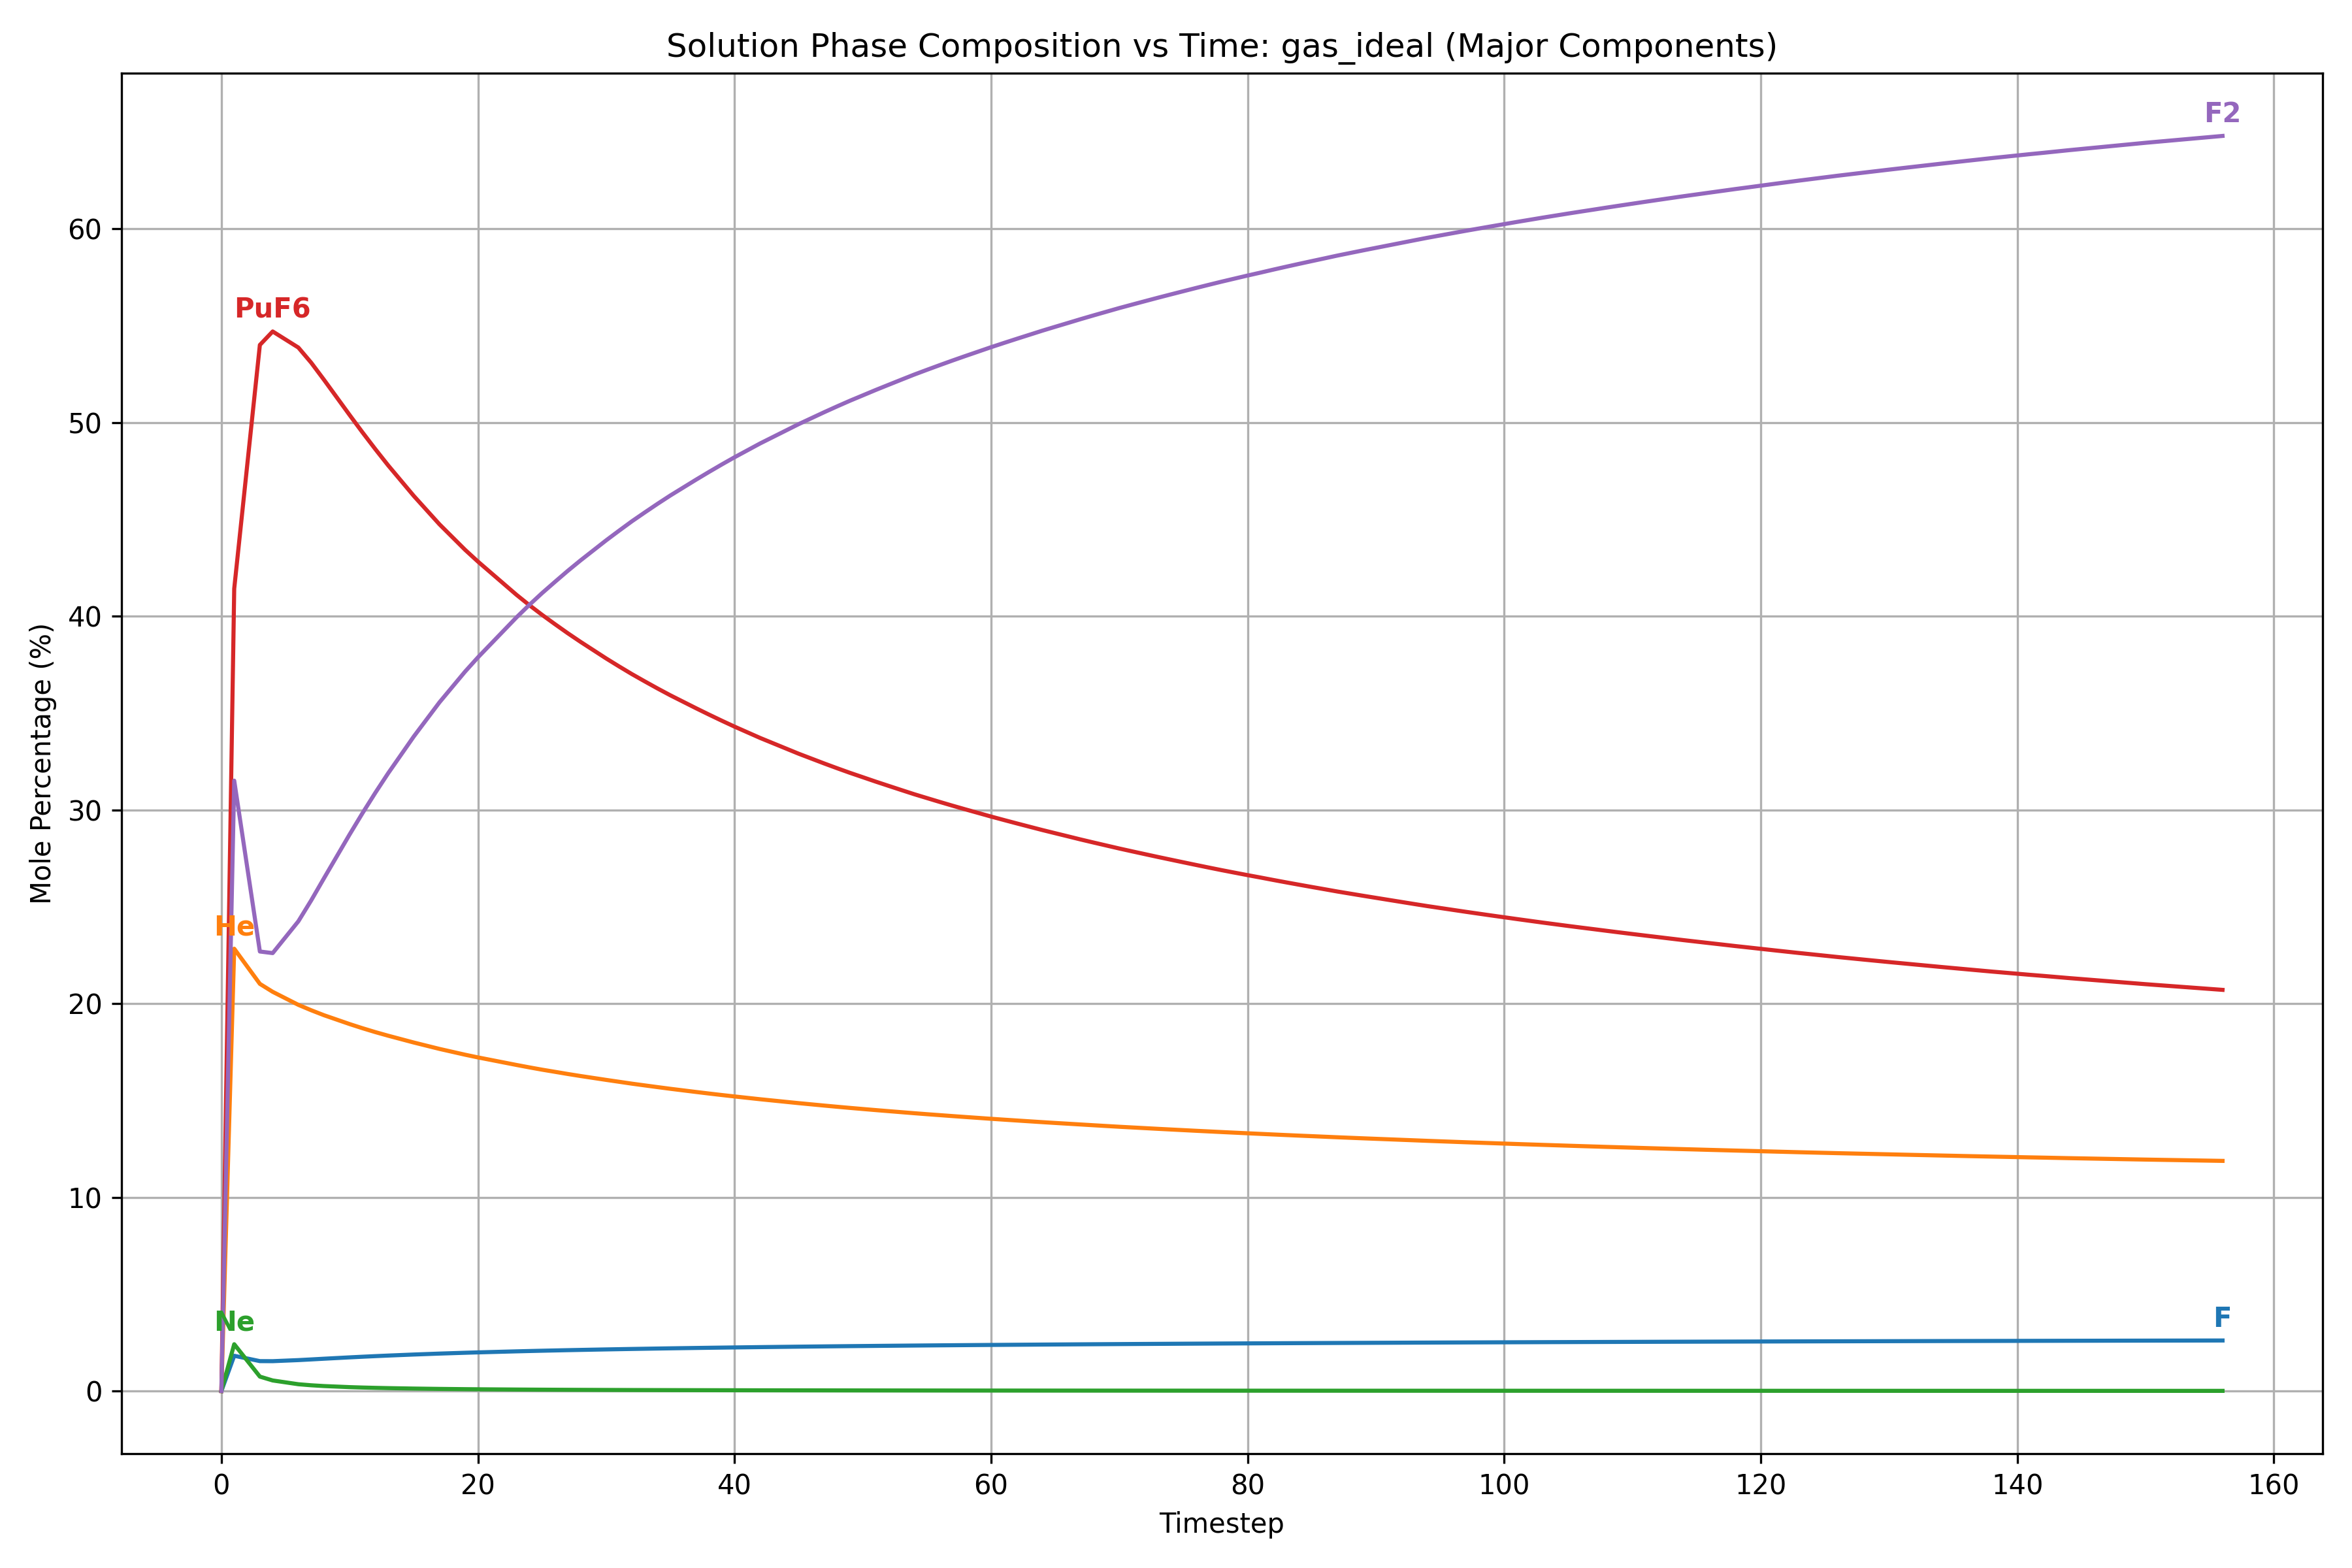 Solution Phase Composition vs Time: gas_ideal (Major Components)
F2
60
PuF6
50
40
Mole Percentage (%)
30
He
20
10
Ne
F
0
0 20 40 60 80 100 120 140 160
Timestep